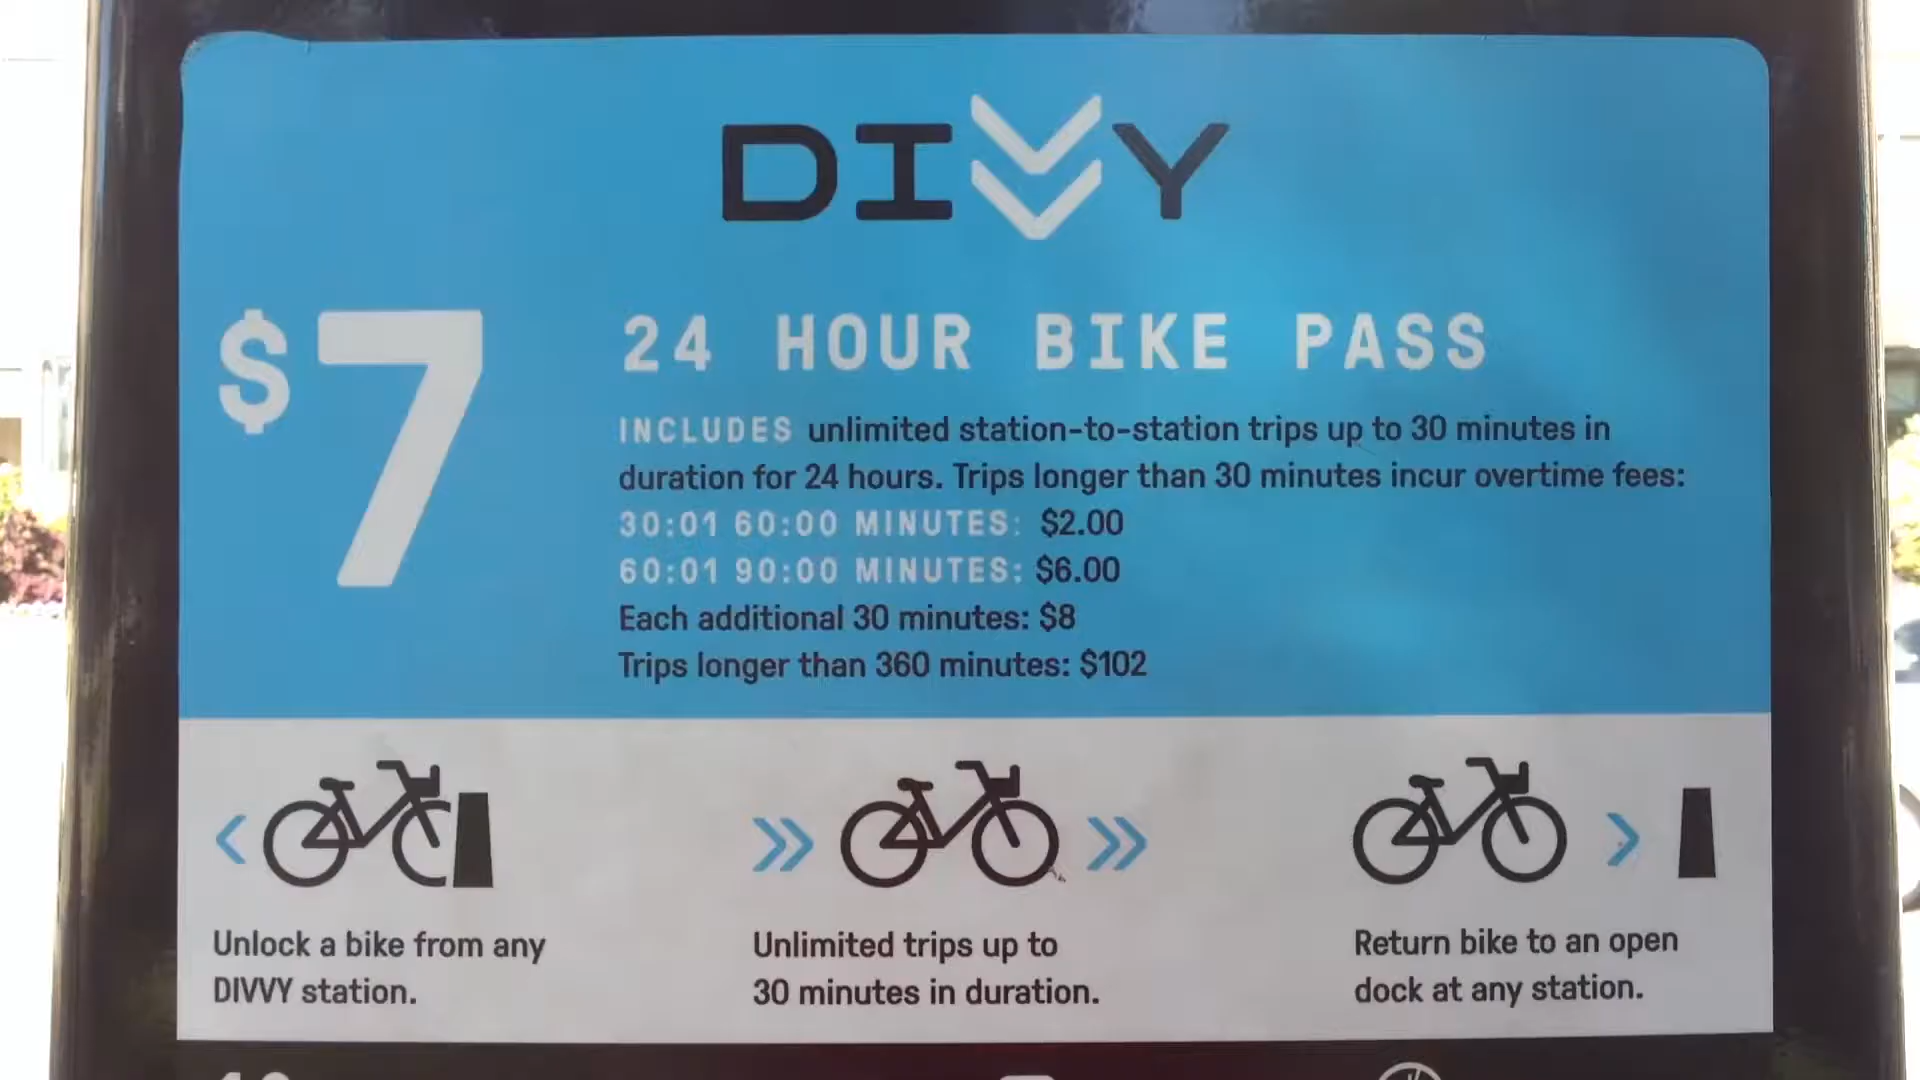 DIVVY
$7
24 HOUR BIKE PASS
INCLUDES unlimited station-to-station trips up to 30 minutes in
duration for 24 hours. Trips longer than 30 minutes incur overtime fees:
30:01 60:00 MINUTES: $2.00
60:01 90:00 MINUTES: $6.00
Each additional 30 minutes: $8
Trips longer than 360 minutes: $102
Unlock a bike from any
DIVVY station.
Unlimited trips up to
30 minutes in duration.
Return bike to an open
dock at any station.